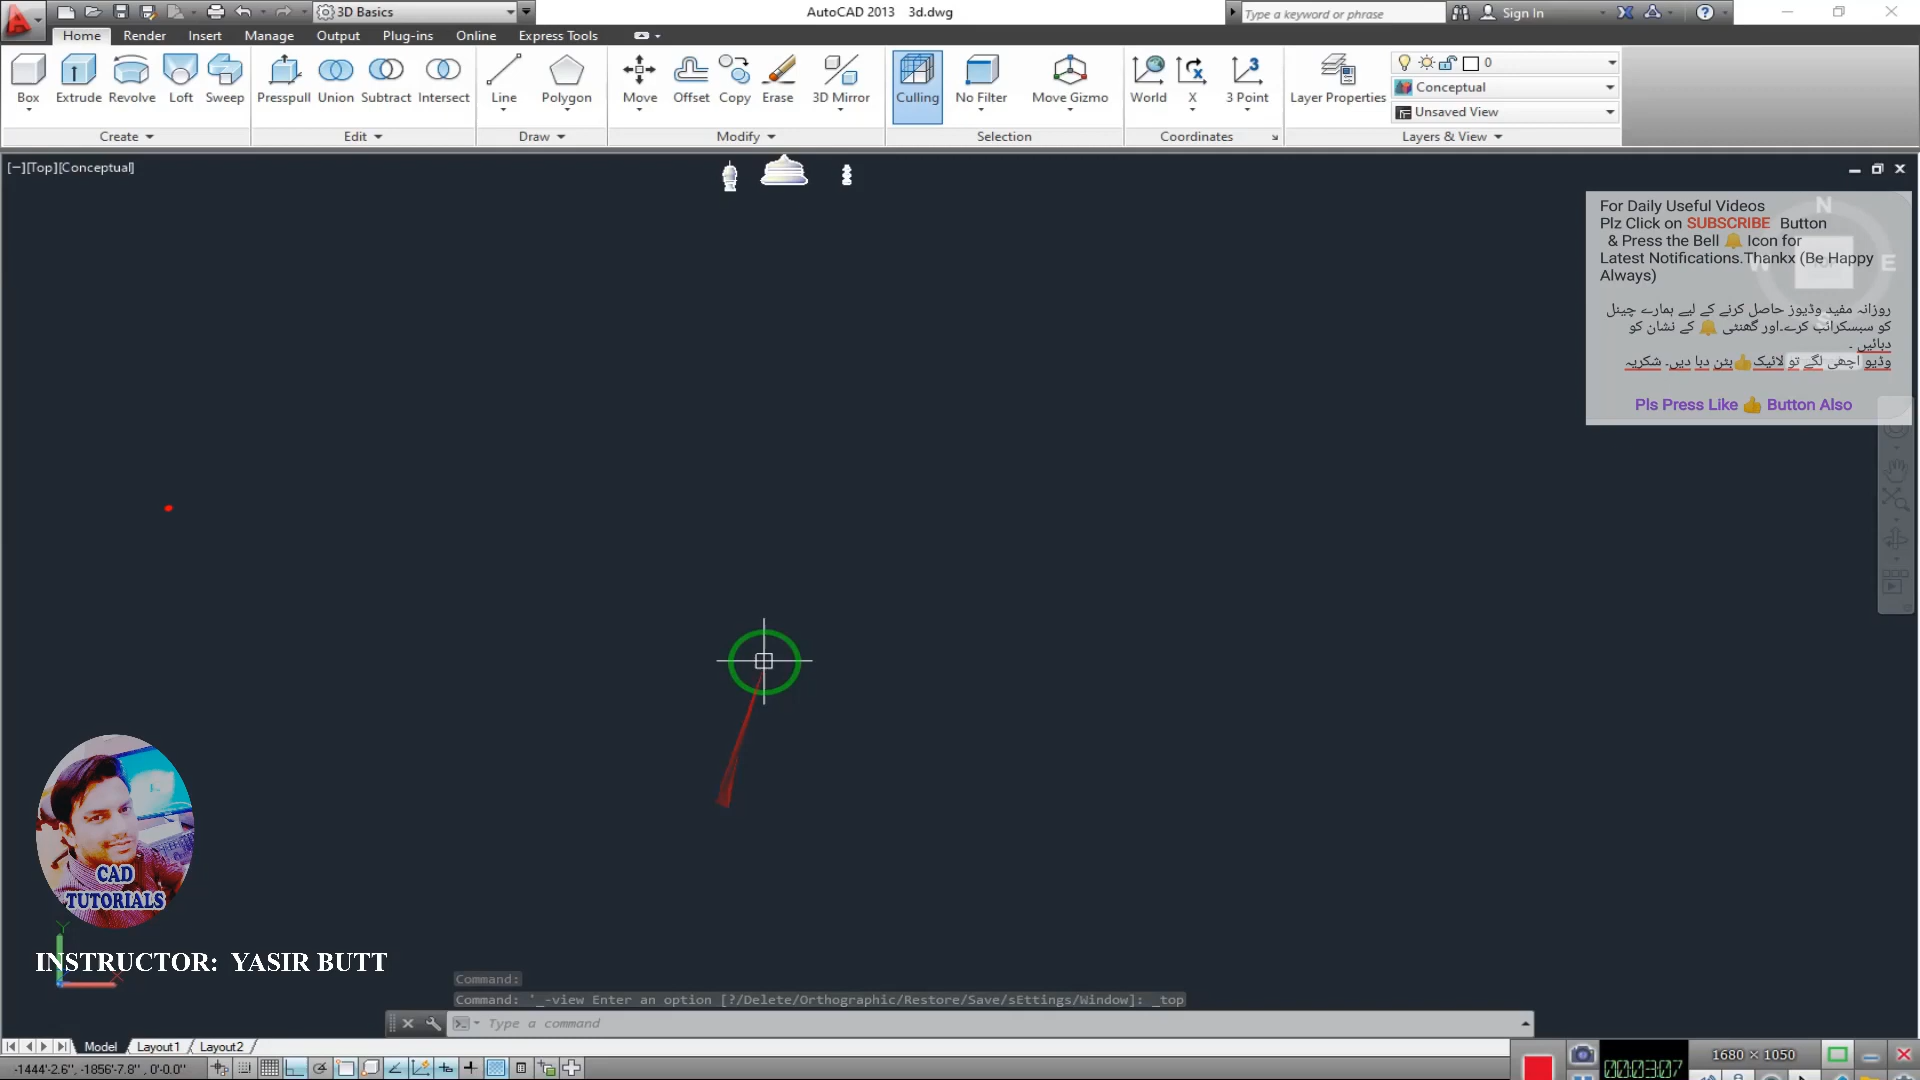 3D Basics
AutoCAD 2013 3d.dwg
Type a keyword or phrase
Sign In
Home Render Insert Manage Output Plug-ins Online Express Tools
Box Extrude Revolve Loft Sweep Presspull Union Subtract Intersect Line Polygon Move Offset Copy Erase 3D Mirror Culling No Filter Move Gizmo World X 3 Point Layer Properties
0
Conceptual
Unsaved View
Create Edit Draw Modify Selection Coordinates Layers & View
[−][Top][Conceptual]
For Daily Useful Videos
Plz Click on SUBSCRIBE Button
& Press the Bell 🔔 Icon for
Latest Notifications.Thankx (Be Happy
Always)
N
W
E
روزانہ مفید وڈیوز حاصل کرنے کے لیے ہمارے چینل
کو سبسکرائب کرے۔اور گھنٹی 🔔 کے نشان کو
دبائیں ۔
وڈیو اچھی لگے تو لائیک👍بٹن دبا دیں۔ شکریہ
Pls Press Like 👍 Button Also
CAD
TUTORIALS
Y
X
INSTRUCTOR: YASIR BUTT
Command:
Command: '_-view Enter an option [?/Delete/Orthographic/Restore/Save/sEttings/Window]: _top
Type a command
Model Layout1 Layout2
-1444'-2.6", -1856'-7.8" , 0'-0.0"
00:03:07
1680 × 1050